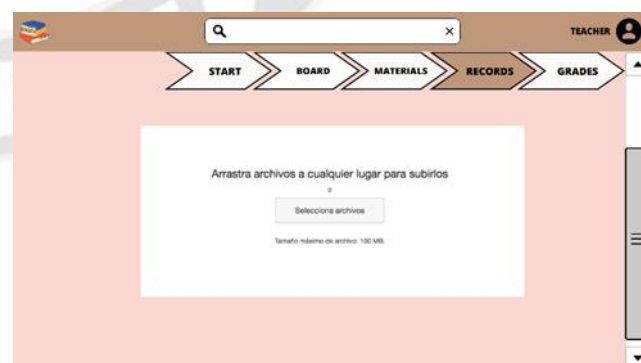 TEACHER
START BOARD MATERIALS RECORDS GRADES
Arrastra archivos a cualquier lugar para subirlos
o
Selecciona archivos
Tamaño máximo de archivo: 100 MB.